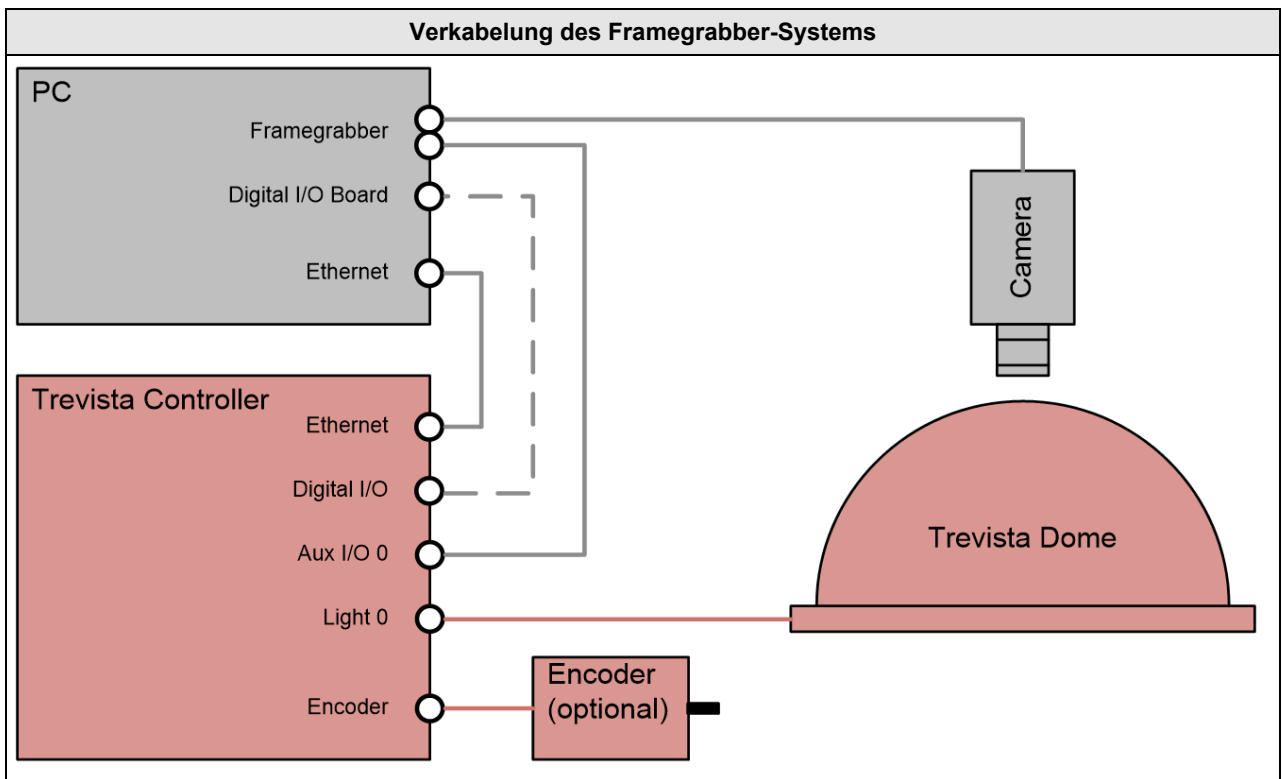 Verkabelung des Framegrabber-Systems
PC
Framegrabber
Digital I/O Board
Ethernet
Camera
Trevista Controller
Ethernet
Digital I/O
Aux I/O 0
Light 0
Encoder
Trevista Dome
Encoder
(optional)